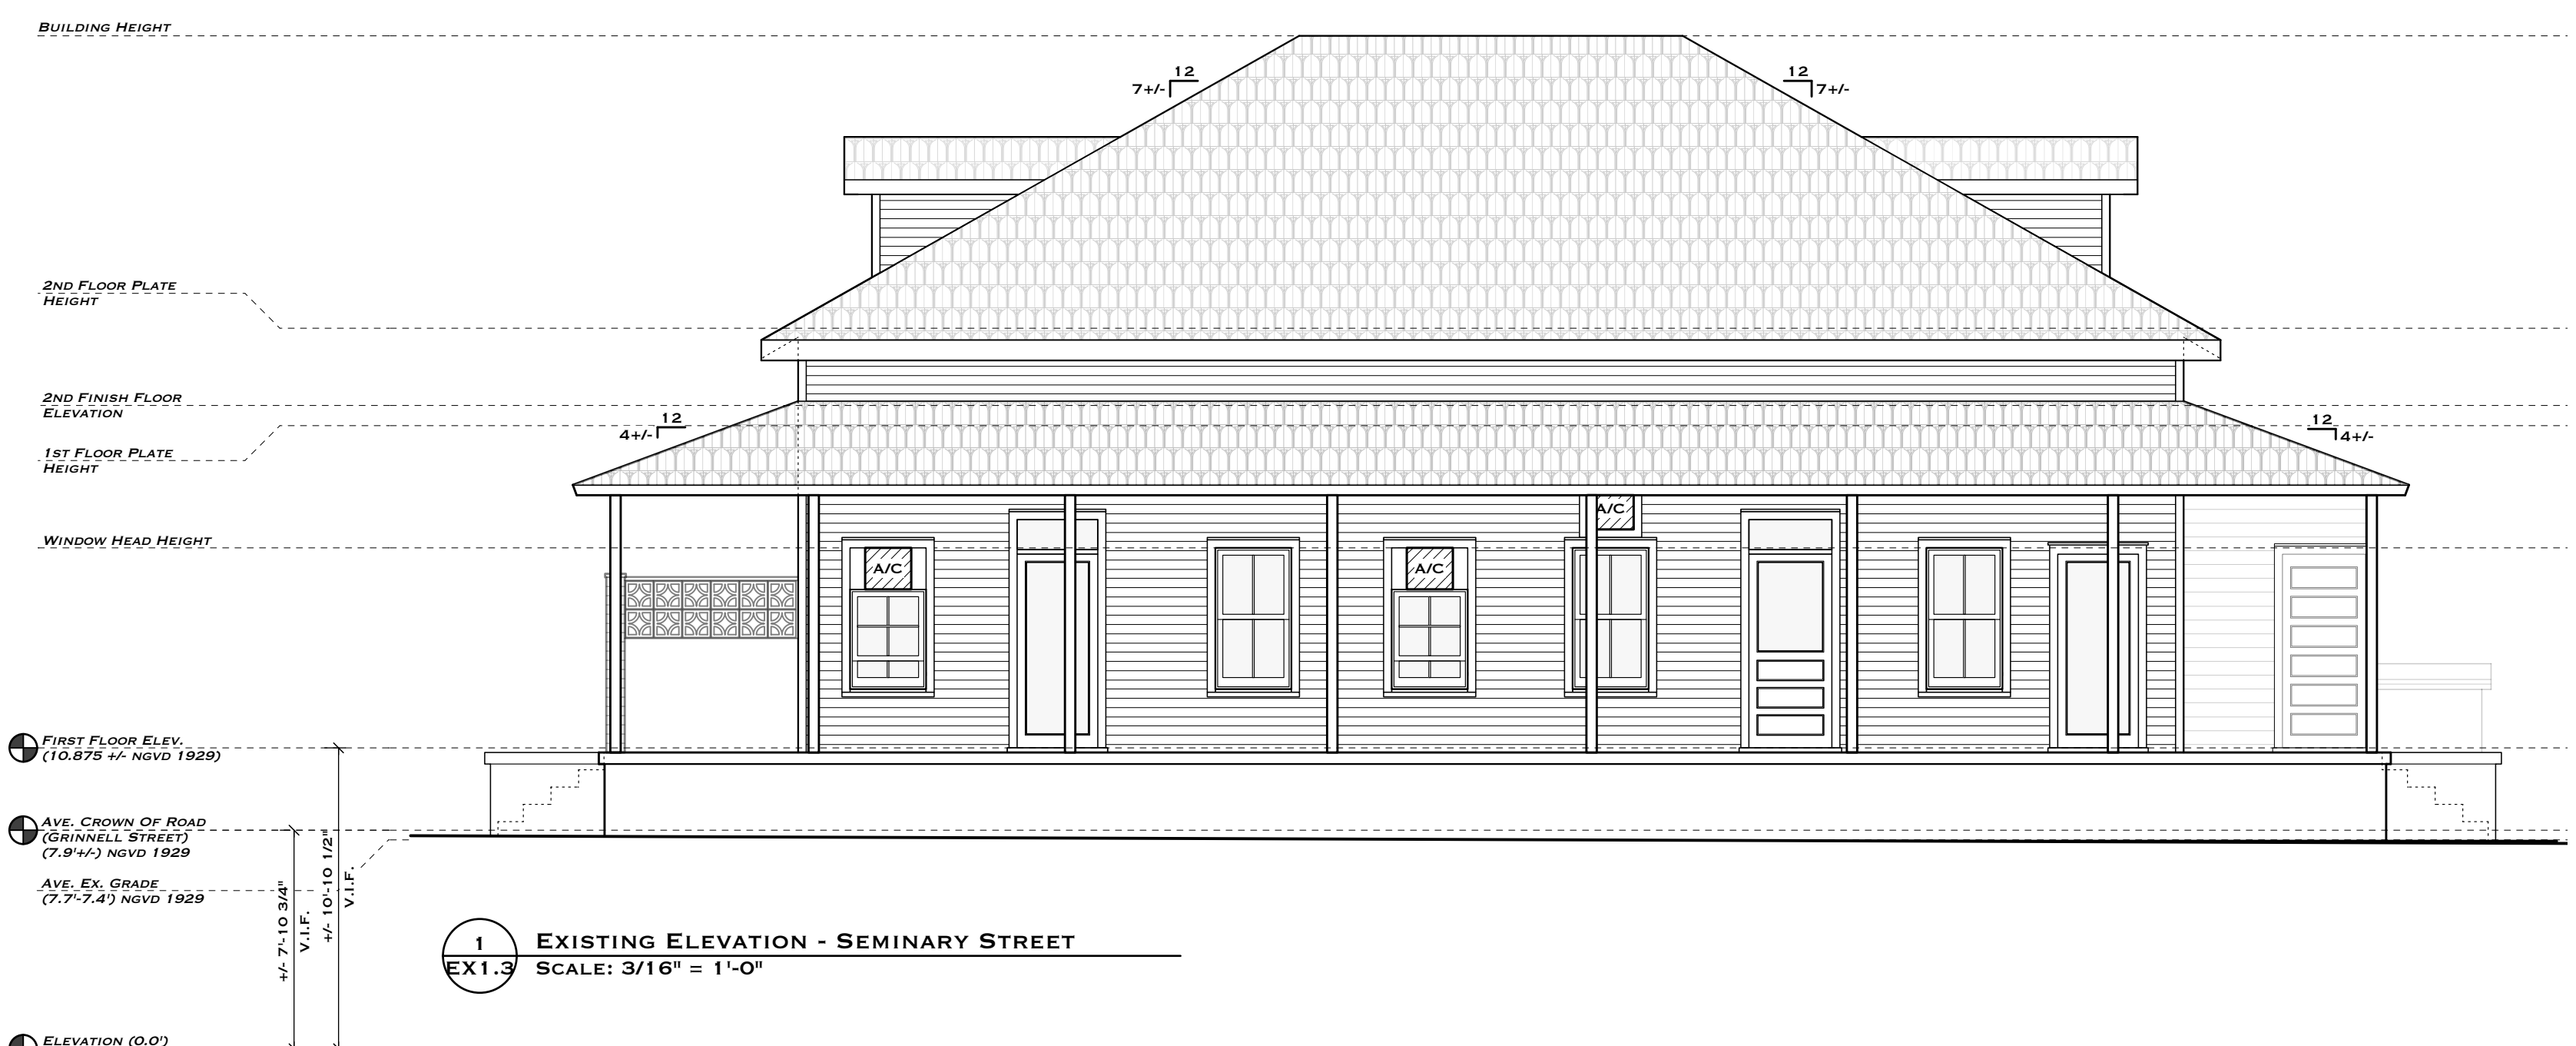 BUILDING HEIGHT
12
7+/-
12
7+/-
2ND FLOOR PLATE
HEIGHT
2ND FINISH FLOOR
ELEVATION
12
4+/-
12
4+/-
1ST FLOOR PLATE
HEIGHT
A/C
WINDOW HEAD HEIGHT
A/C
A/C
FIRST FLOOR ELEV.
(10.875 +/- NGVD 1929)
AVE. CROWN OF ROAD
(GRINNELL STREET)
(7.9'+/-) NGVD 1929
AVE. EX. GRADE
(7.7'-7.4') NGVD 1929
+/- 7'-10 3/4"
V.I.F.
+/- 10'-10 1/2"
V.I.F.
1
EX1.3
EXISTING ELEVATION - SEMINARY STREET
SCALE: 3/16" = 1'-0"
ELEVATION (0.0')